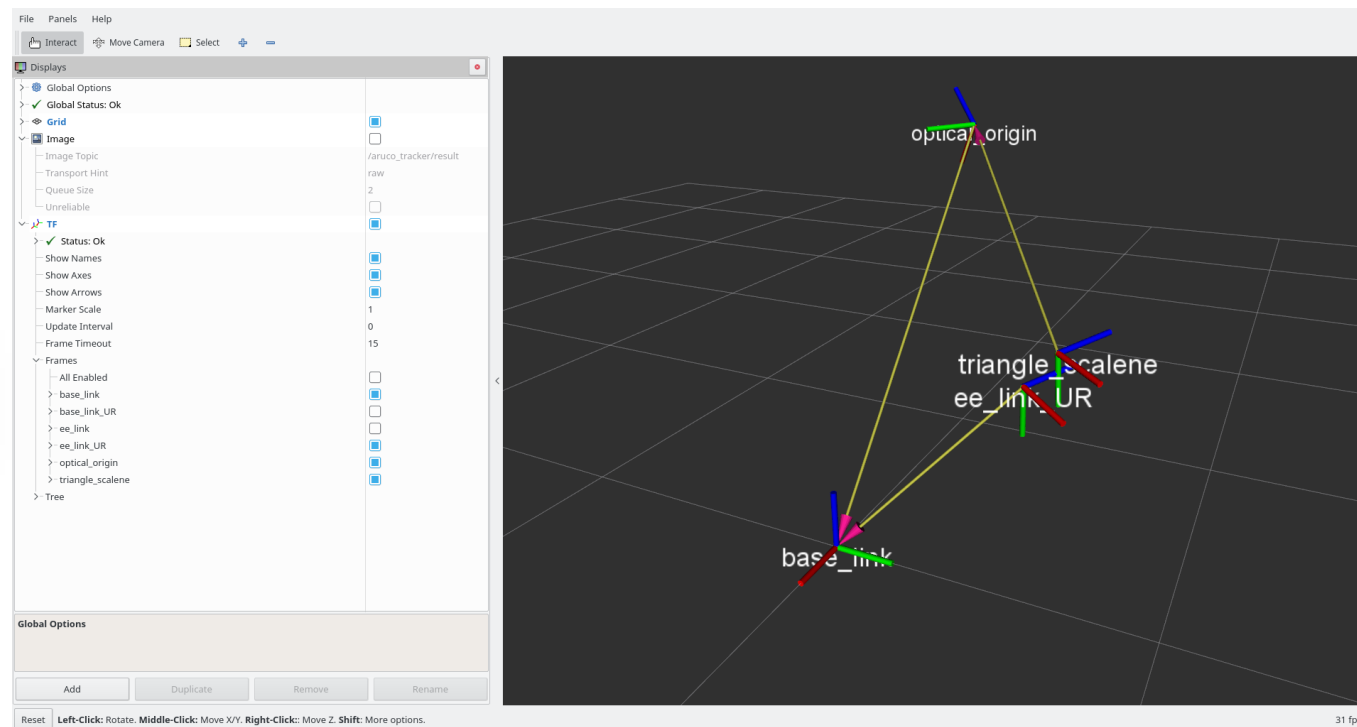 File Panels Help
Interact Move Camera Select
Displays
Global Options
Global Status: Ok
Grid
Image
Image Topic /aruco_tracker/result
Transport Hint raw
Queue Size 2
Unreliable
TF
Status: Ok
Show Names
Show Axes
Show Arrows
Marker Scale 1
Update Interval 0
Frame Timeout 15
Frames
All Enabled
base_link
base_link_UR
ee_link
ee_link_UR
optical_origin
triangle_scalene
Tree
Global Options
Add Duplicate Remove Rename
Reset Left-Click: Rotate. Middle-Click: Move X/Y. Right-Click:: Move Z. Shift: More options.
optical_origin
triangle_scalene
ee_link_UR
base_link
31 fp